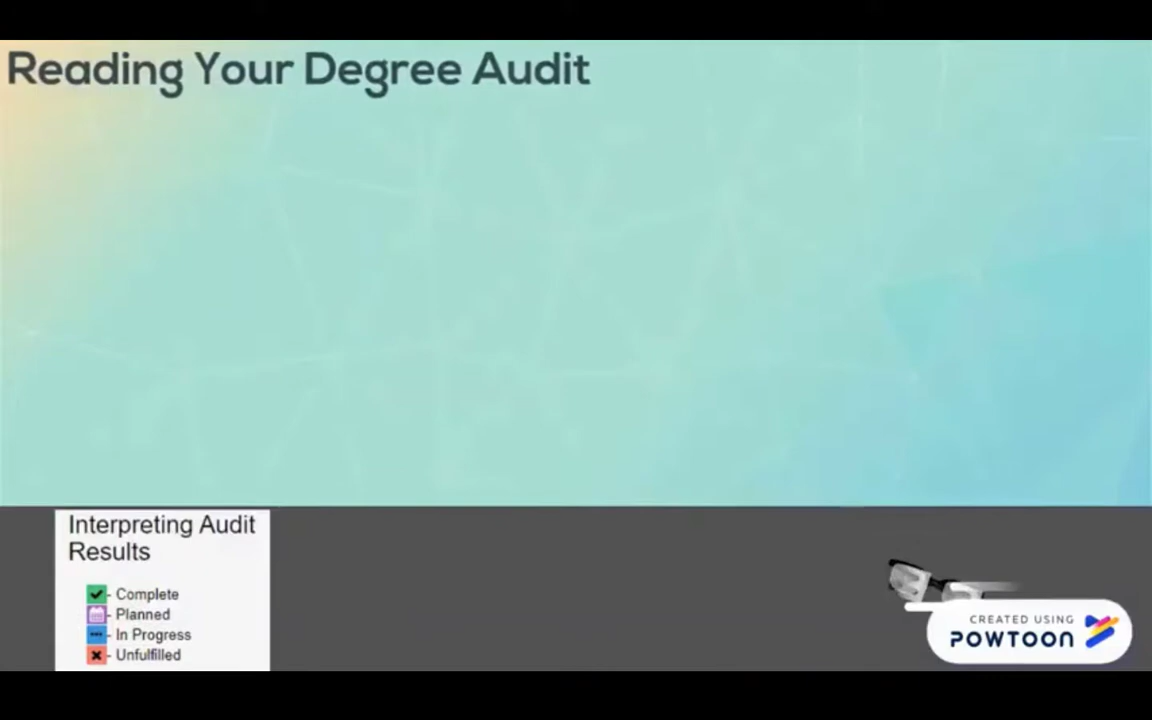 Reading Your Degree Audit
Interpreting Audit
Results
- Complete
- Planned
- In Progress
- Unfulfilled
CREATED USING
POWTOON